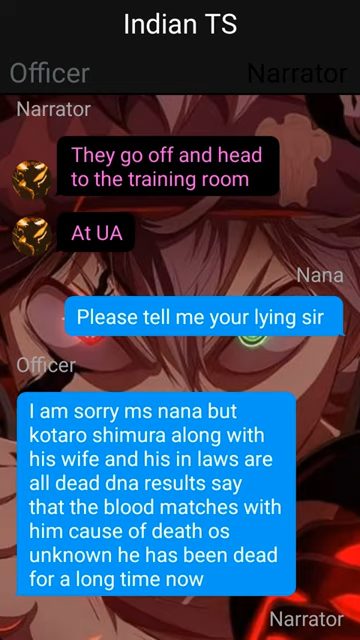 Indian TS
Officer Narrator
Narrator
They go off and head
to the training room
At UA
Nana
Please tell me your lying sir
Officer
I am sorry ms nana but
kotaro shimura along with
his wife and his in laws are
all dead dna results say
that the blood matches with
him cause of death os
unknown he has been dead
for a long time now
Narrator